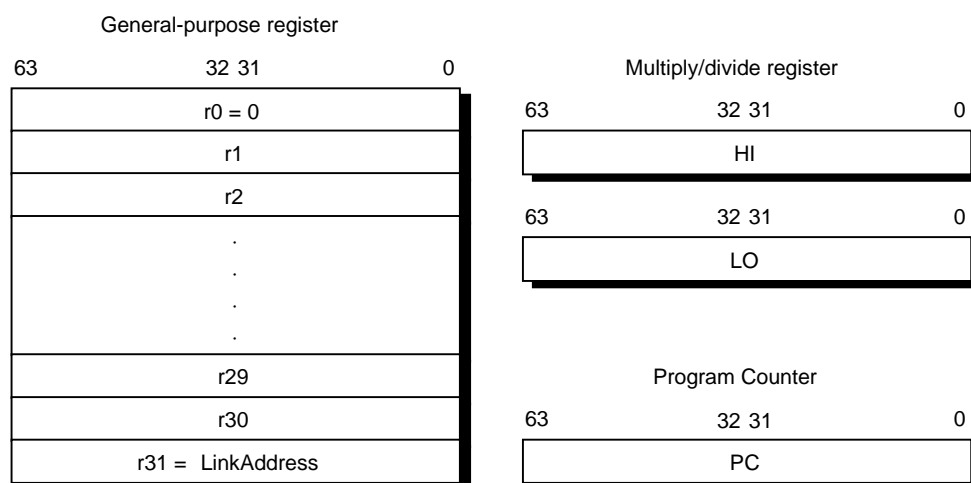 General-purpose register
63 32 31 0
r0 = 0
r1
r2
.
.
.
.
r29
r30
r31 = LinkAddress
Multiply/divide register
63 32 31 0
HI
63 32 31 0
LO
Program Counter
63 32 31 0
PC